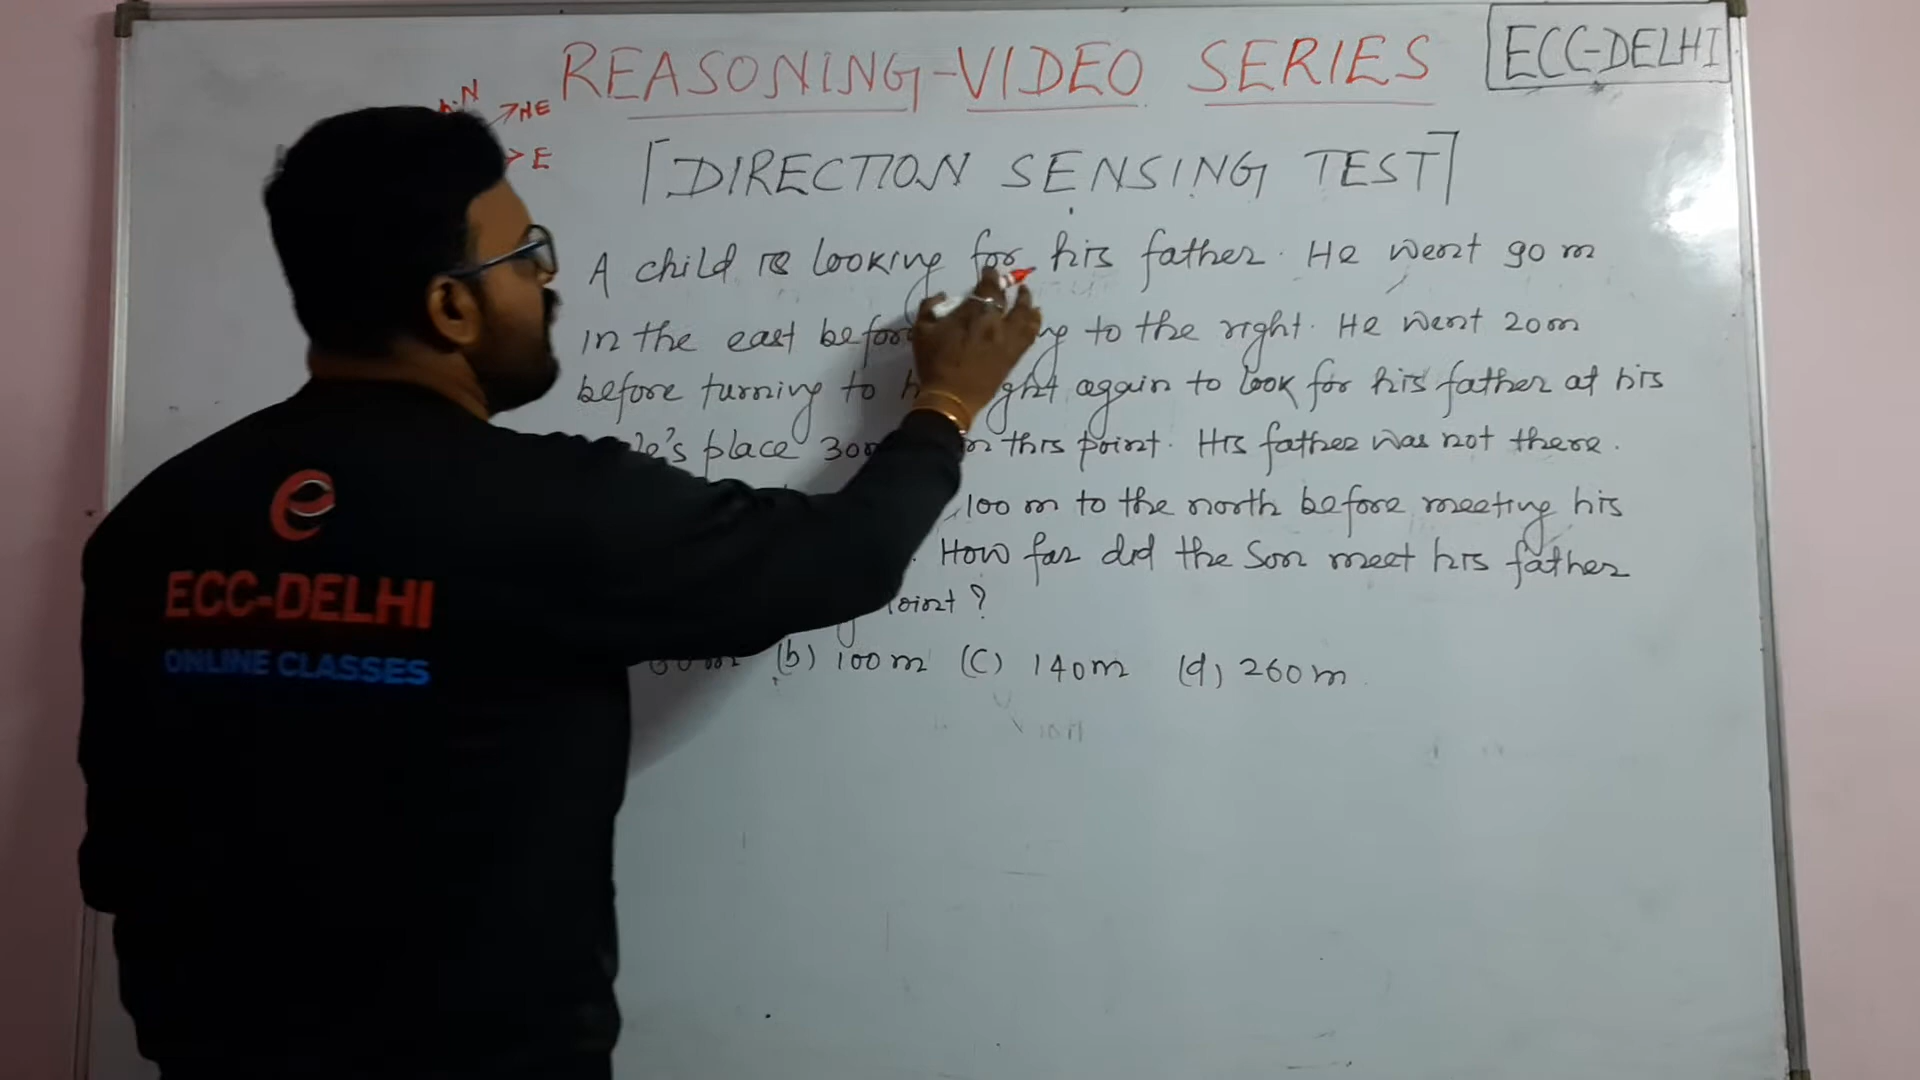 REASONING-VIDEO SERIES
ECC-DELHI
N
NE
E
[DIRECTION SENSING TEST]
A child is looking for his father. He went 90 m
in the east to the right. He went 20m
before turning to again to look for his father at his
place this point. His father was not there.
100 m to the north before meeting his
How far did the Son meet his father
?
(b) 100 m (c) 140m (d) 260 m
e
ECC-DELHI
ONLINE CLASSES